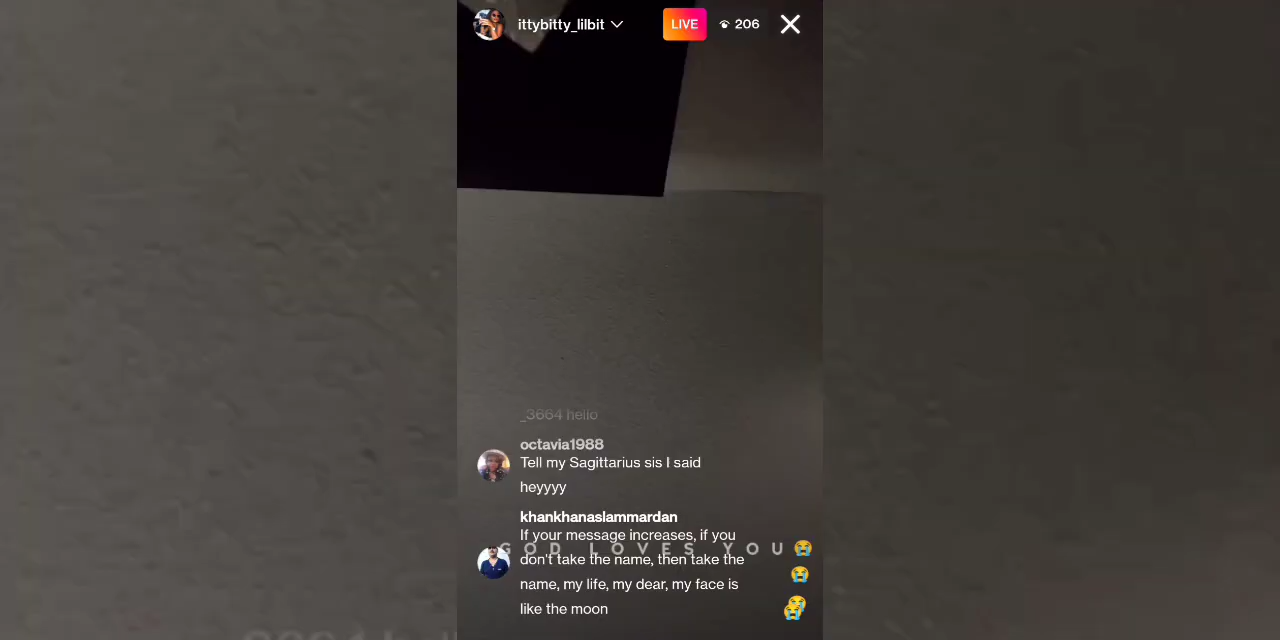 ittybitty_lilbit
LIVE
206
_3664 hello
octavia1988
Tell my Sagittarius sis I said
heyyyy
khankhanaslammardan
If your message increases, if you
GOD LOVES YOU
don't take the name, then take the
name, my life, my dear, my face is
like the moon